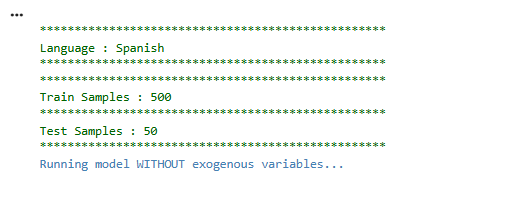 ...
**************************************************
Language : Spanish
**************************************************
**************************************************
Train Samples : 500
**************************************************
Test Samples : 50
**************************************************
Running model WITHOUT exogenous variables...